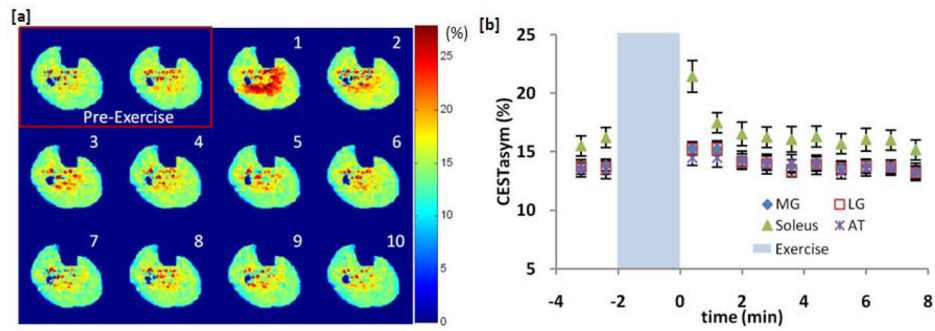 [a]
(%)
1
2
Pre-Exercise
3
4
5
6
7
8
9
10
25
20
15
10
5
0
[b]
CESTasym (%)
25
20
15
10
5
MG
LG
Soleus
AT
Exercise
-4
-2
0
2
4
6
8
time (min)